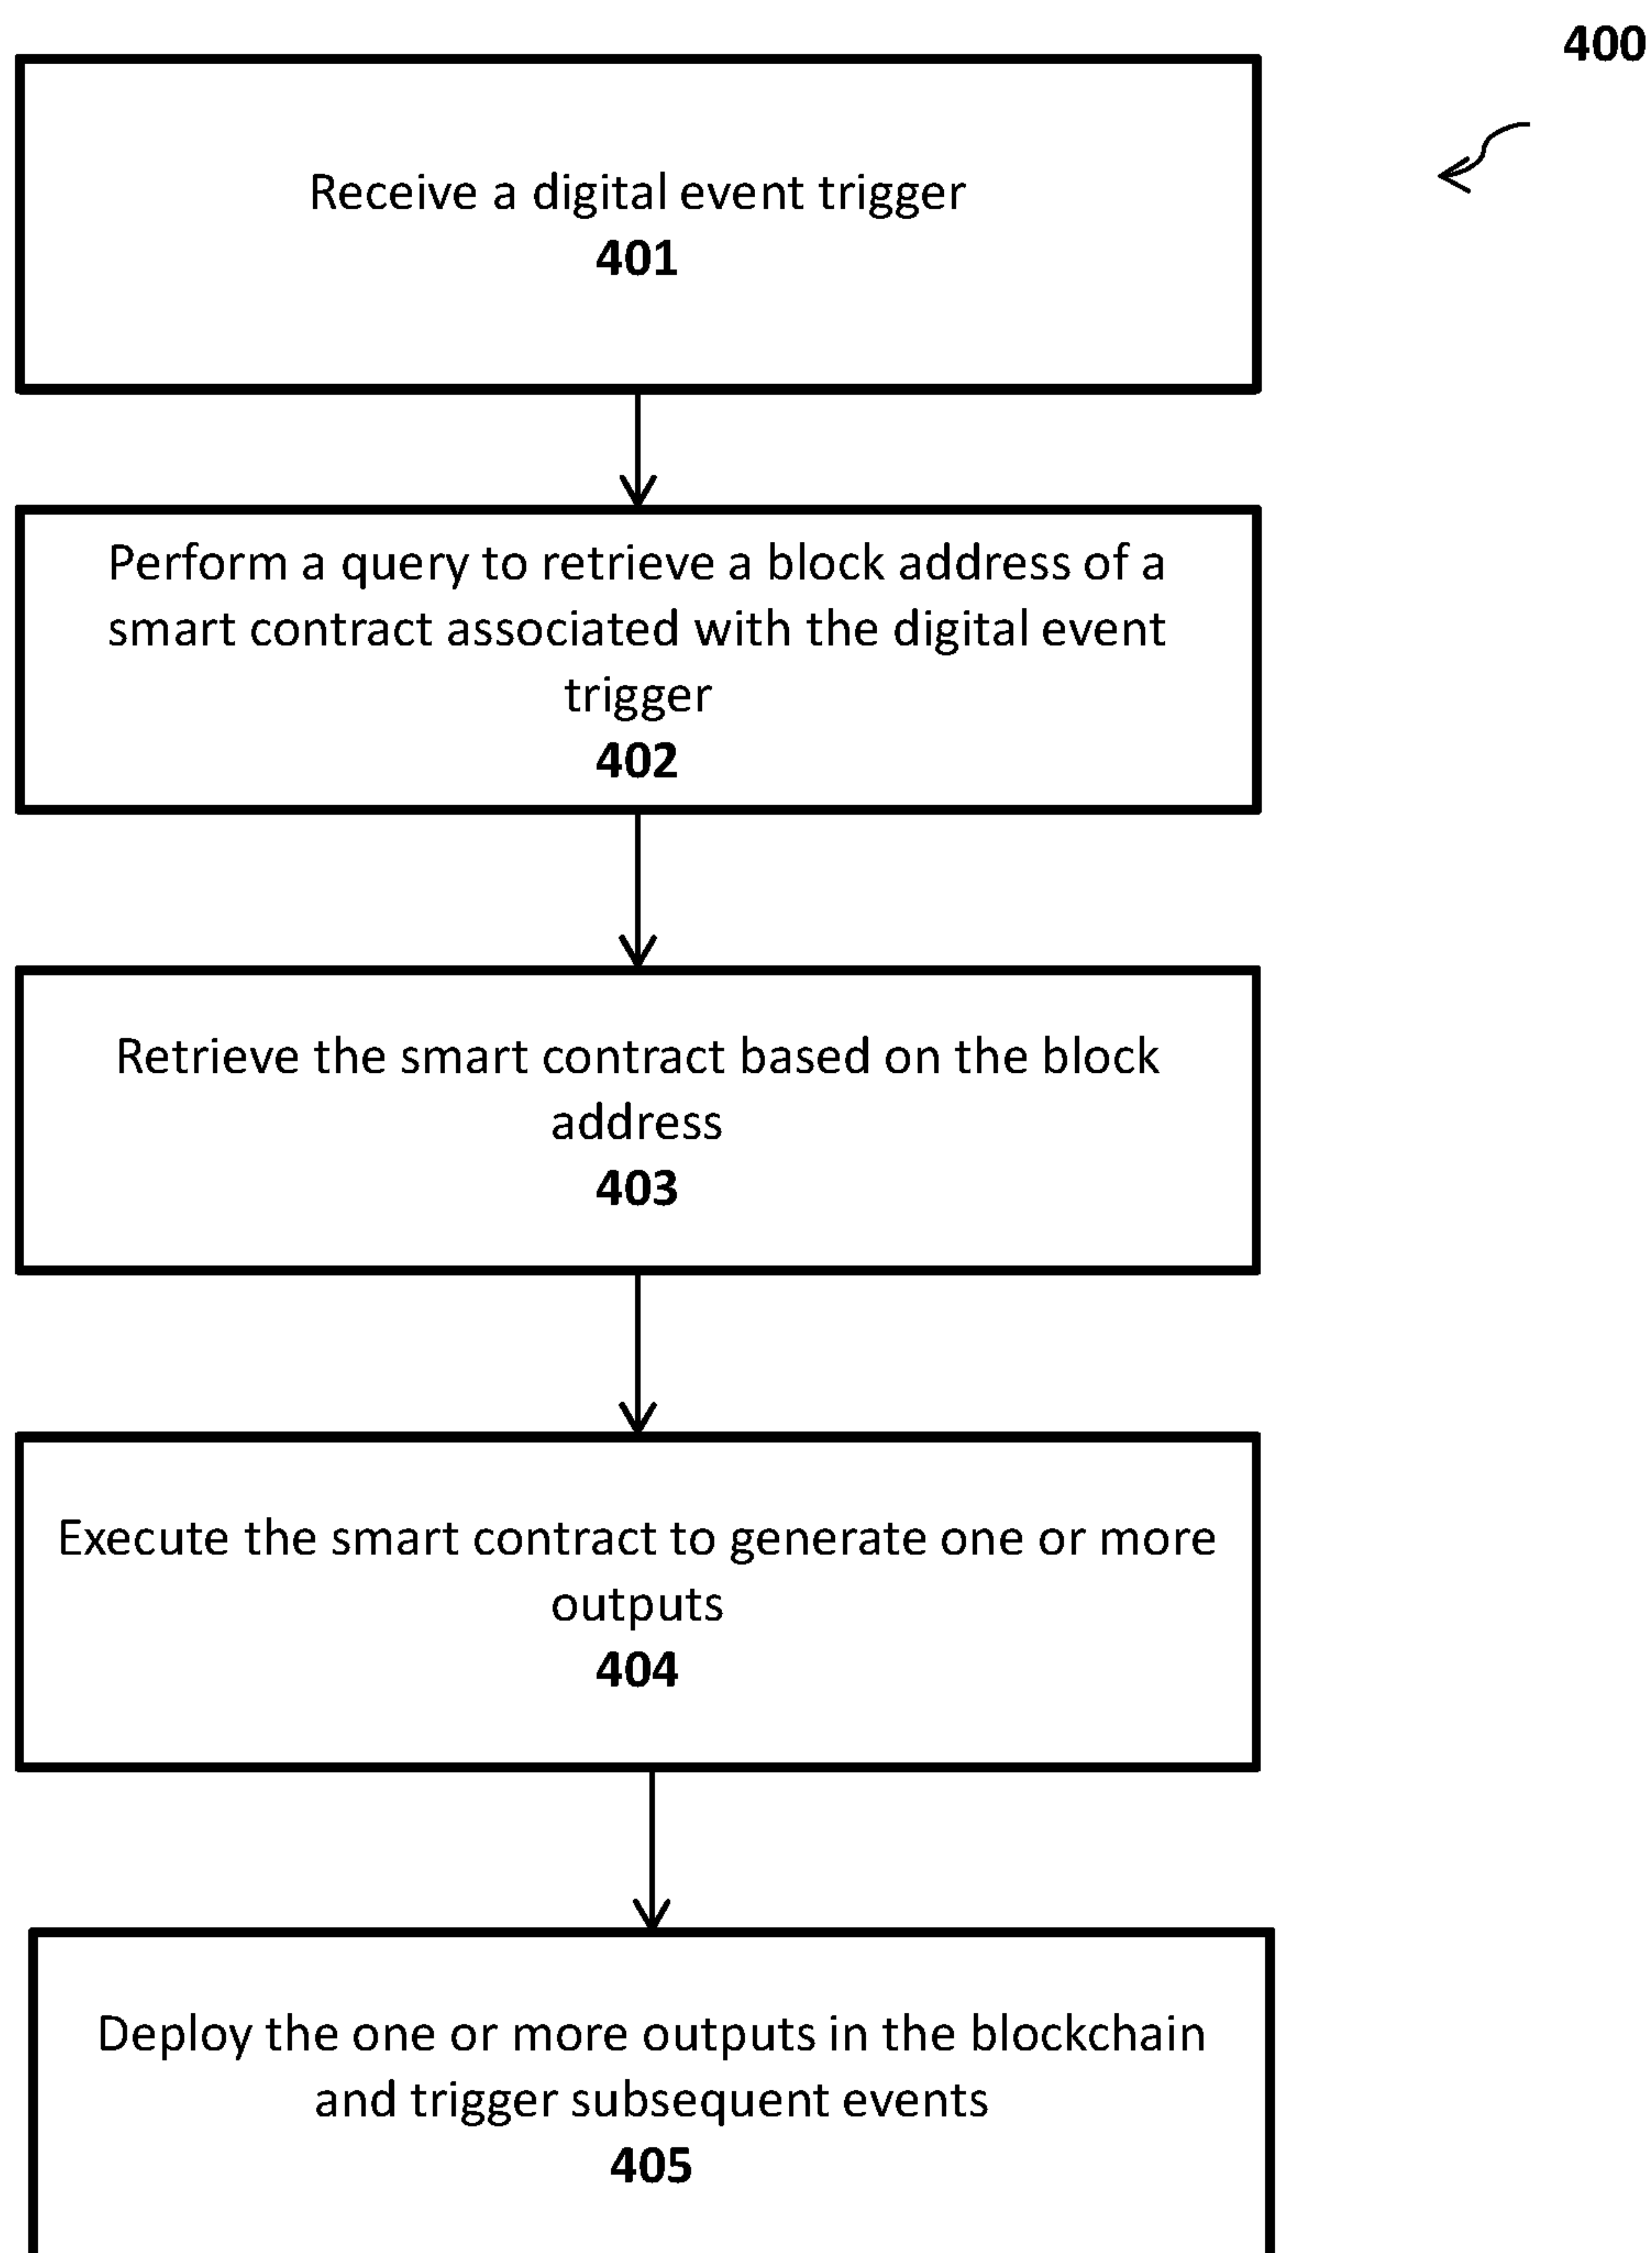 400
Receive a digital event trigger
401
Perform a query to retrieve a block address of a
smart contract associated with the digital event
trigger
402
Retrieve the smart contract based on the block
address
403
Execute the smart contract to generate one or more
outputs
404
Deploy the one or more outputs in the blockchain
and trigger subsequent events
405